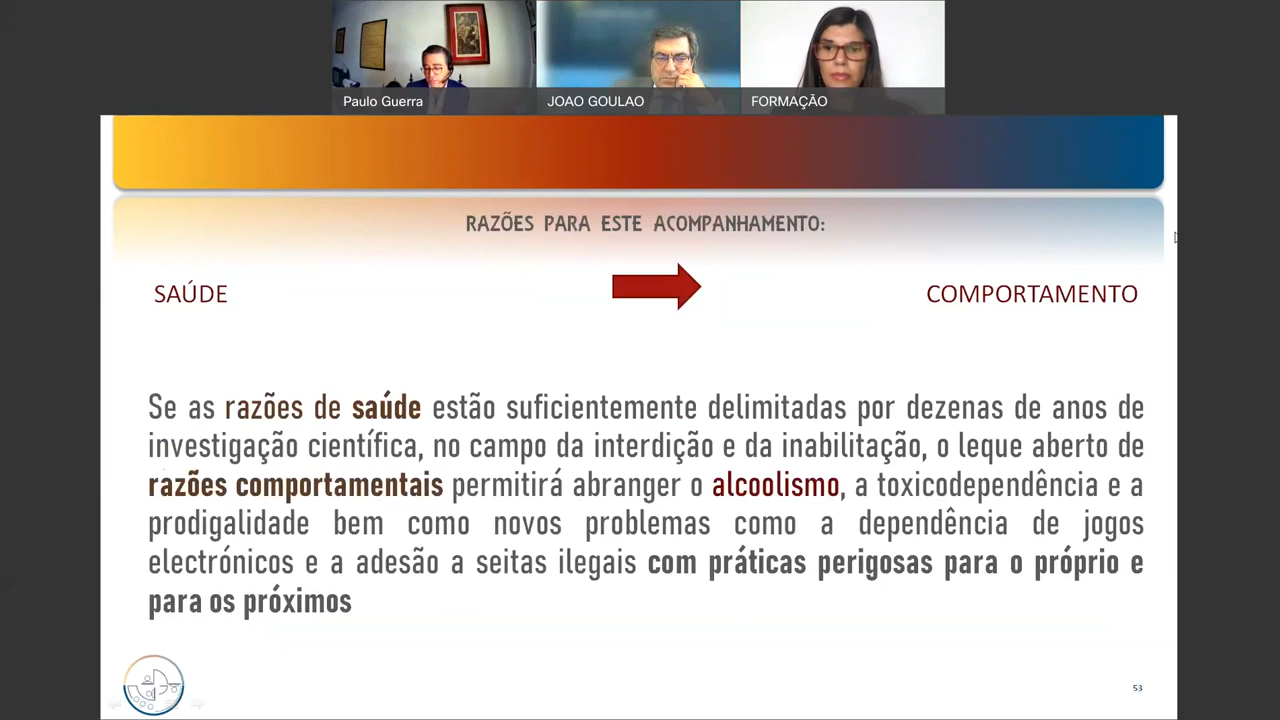 Paulo Guerra
JOAO GOULAO
FORMAÇÃO
RAZÕES PARA ESTE ACOMPANHAMENTO:
SAÚDE
COMPORTAMENTO
Se as razões de saúde estão suficientemente delimitadas por dezenas de anos de
investigação científica, no campo da interdição e da inabilitação, o leque aberto de
razões comportamentais permitirá abranger o alcoolismo, a toxicodependência e a
prodigalidade bem como novos problemas como a dependência de jogos
electrónicos e a adesão a seitas ilegais com práticas perigosas para o próprio e
para os próximos
53